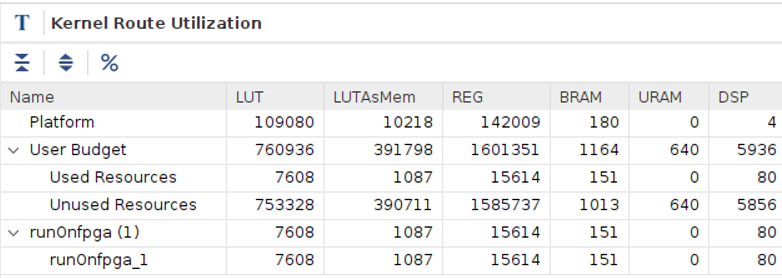 T Kernel Route Utilization
%
Name LUT LUTAsMem REG BRAM URAM DSP
Platform 109080 10218 142009 180 0 4
User Budget 760936 391798 1601351 1164 640 5936
Used Resources 7608 1087 15614 151 0 80
Unused Resources 753328 390711 1585737 1013 640 5856
runOnfpga (1) 7608 1087 15614 151 0 80
runOnfpga_1 7608 1087 15614 151 0 80